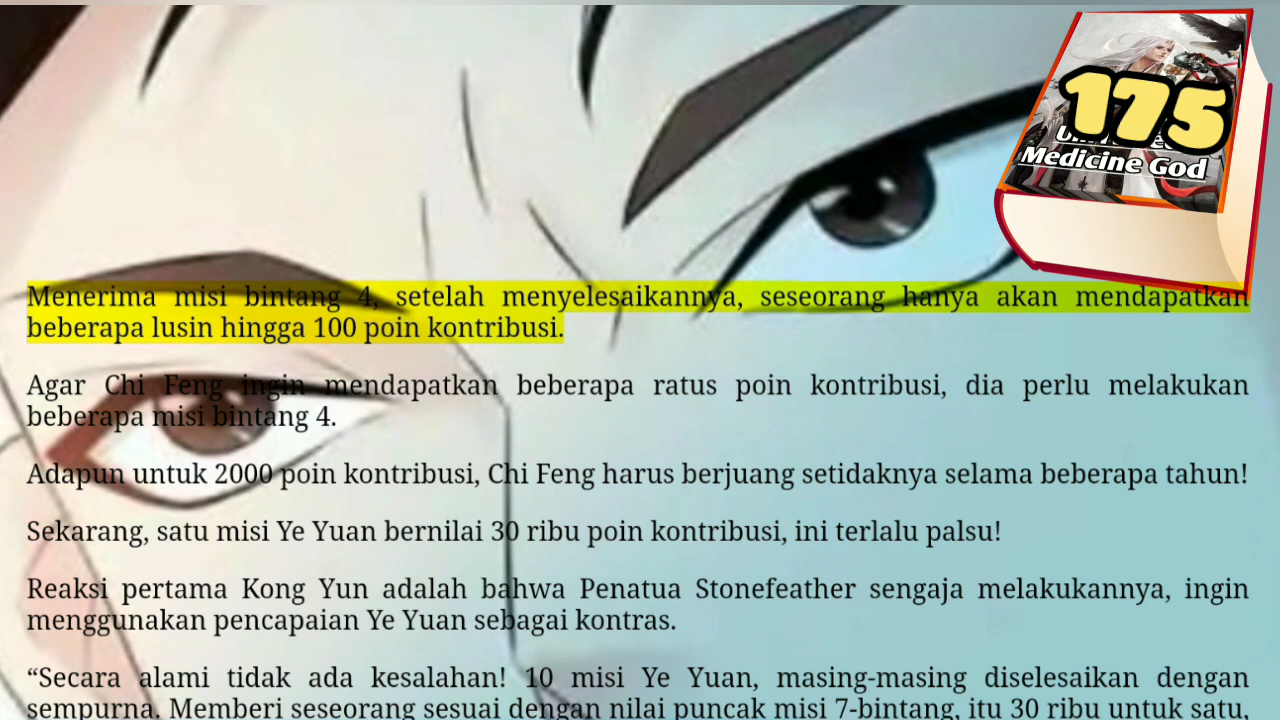 175
Medicine God
Menerima misi bintang 4, setelah menyelesaikannya, seseorang hanya akan mendapatkan
beberapa lusin hingga 100 poin kontribusi.
Agar Chi Feng ingin mendapatkan beberapa ratus poin kontribusi, dia perlu melakukan
beberapa misi bintang 4.
Adapun untuk 2000 poin kontribusi, Chi Feng harus berjuang setidaknya selama beberapa tahun!
Sekarang, satu misi Ye Yuan bernilai 30 ribu poin kontribusi, ini terlalu palsu!
Reaksi pertama Kong Yun adalah bahwa Penatua Stonefeather sengaja melakukannya, ingin
menggunakan pencapaian Ye Yuan sebagai kontras.
“Secara alami tidak ada kesalahan! 10 misi Ye Yuan, masing-masing diselesaikan dengan
sempurna. Memberi seseorang sesuai dengan nilai puncak misi 7-bintang, itu 30 ribu untuk satu,